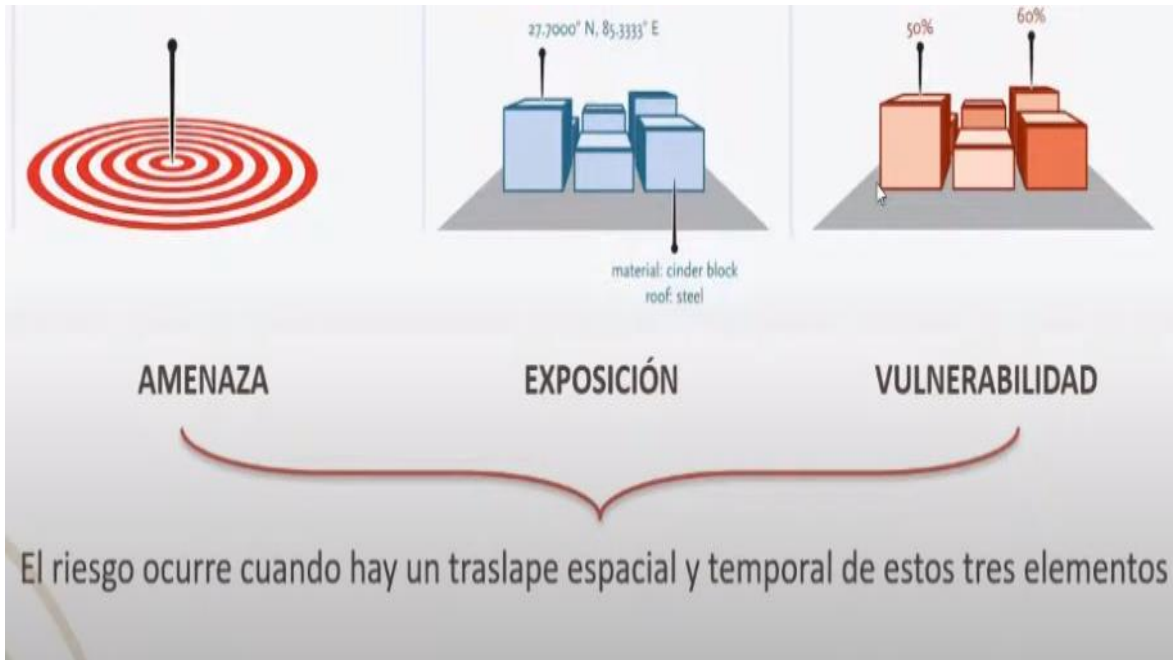 27.7000° N, 85.3333° E
50%
60%
material: cinder block
roof: steel
AMENAZA
EXPOSICIÓN
VULNERABILIDAD
El riesgo ocurre cuando hay un traslape espacial y temporal de estos tres elementos